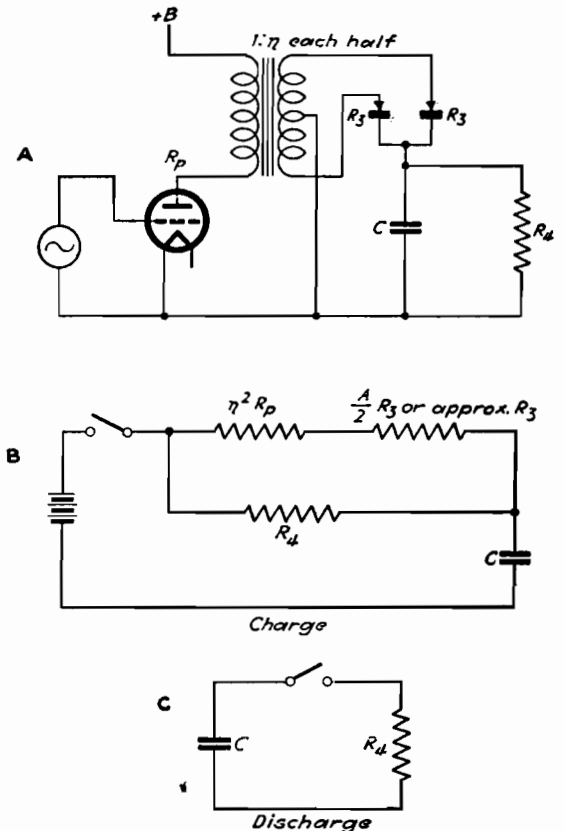 +B
1:η each half
A
Rp
R3
R3
C
R4
B
η² Rp
A/2 R3 or approx. R3
R4
C
Charge
C
C
R4
Discharge